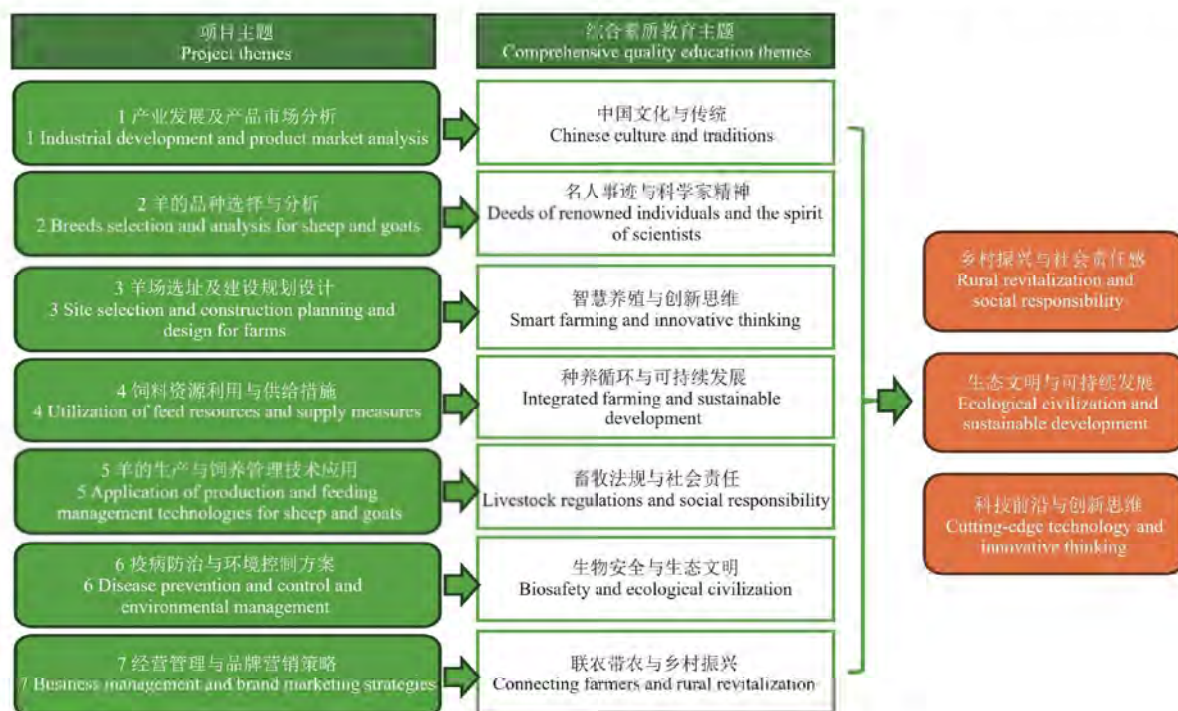 项目主题
Project themes
综合素质教育主题
Comprehensive quality education themes
1 产业发展及产品市场分析
1 Industrial development and product market analysis
中国文化与传统
Chinese culture and traditions
2 羊的品种选择与分析
2 Breeds selection and analysis for sheep and goats
名人事迹与科学家精神
Deeds of renowned individuals and the spirit
of scientists
3 羊场选址及建设规划设计
3 Site selection and construction planning and
design for farms
智慧养殖与创新思维
Smart farming and innovative thinking
4 饲料资源利用与供给措施
4 Utilization of feed resources and supply measures
种养循环与可持续发展
Integrated farming and sustainable
development
5 羊的生产与饲养管理技术应用
5 Application of production and feeding
management technologies for sheep and goats
畜牧法规与社会责任
Livestock regulations and social responsibility
6 疫病防治与环境控制方案
6 Disease prevention and control and
environmental management
生物安全与生态文明
Biosafety and ecological civilization
7 经营管理与品牌营销策略
7 Business management and brand marketing strategies
联农带农与乡村振兴
Connecting farmers and rural revitalization
乡村振兴与社会责任感
Rural revitalization and
social responsibility
生态文明与可持续发展
Ecological civilization and
sustainable development
科技前沿与创新思维
Cutting-edge technology and
innovative thinking